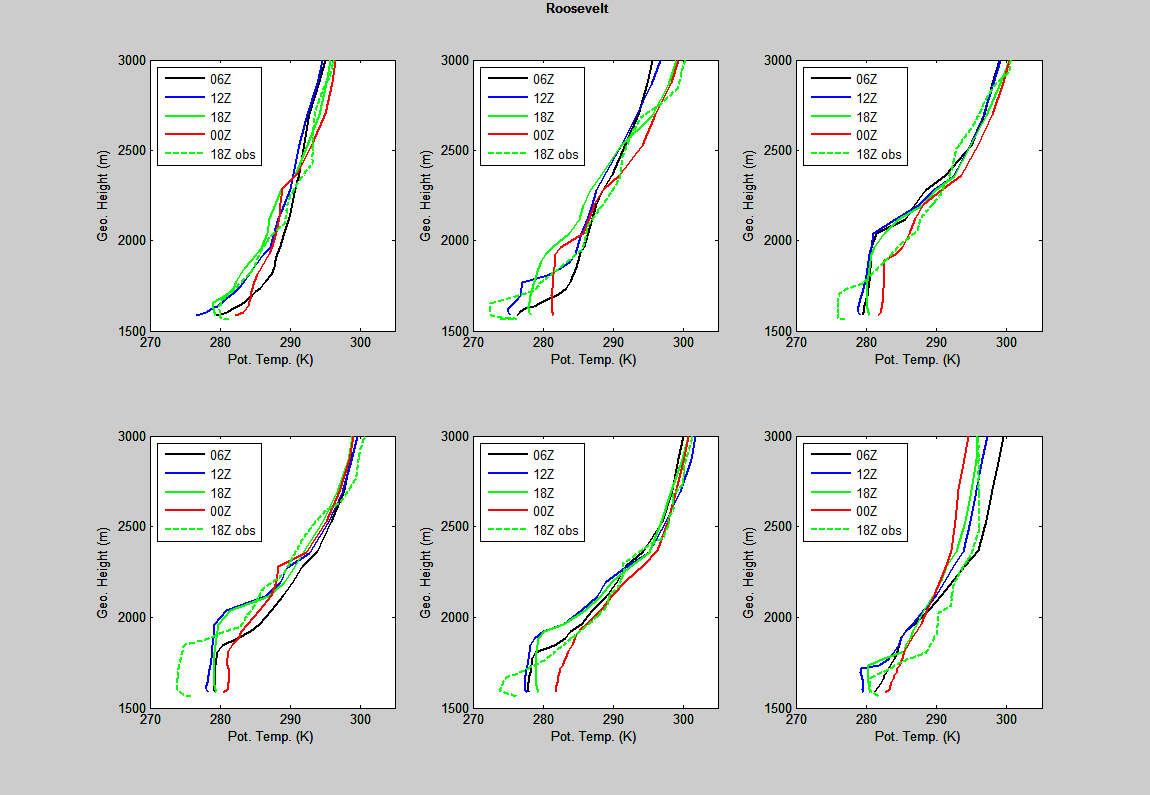 Roosevelt
3000
2500
2000
1500
Geo. Height (m)
06Z
12Z
18Z
00Z
18Z obs
270 280 290 300
Pot. Temp. (K)
3000
2500
2000
1500
Geo. Height (m)
06Z
12Z
18Z
00Z
18Z obs
270 280 290 300
Pot. Temp. (K)
3000
2500
2000
1500
Geo. Height (m)
06Z
12Z
18Z
00Z
18Z obs
270 280 290 300
Pot. Temp. (K)
3000
2500
2000
1500
Geo. Height (m)
06Z
12Z
18Z
00Z
18Z obs
270 280 290 300
Pot. Temp. (K)
3000
2500
2000
1500
Geo. Height (m)
06Z
12Z
18Z
00Z
18Z obs
270 280 290 300
Pot. Temp. (K)
3000
2500
2000
1500
Geo. Height (m)
06Z
12Z
18Z
00Z
18Z obs
270 280 290 300
Pot. Temp. (K)